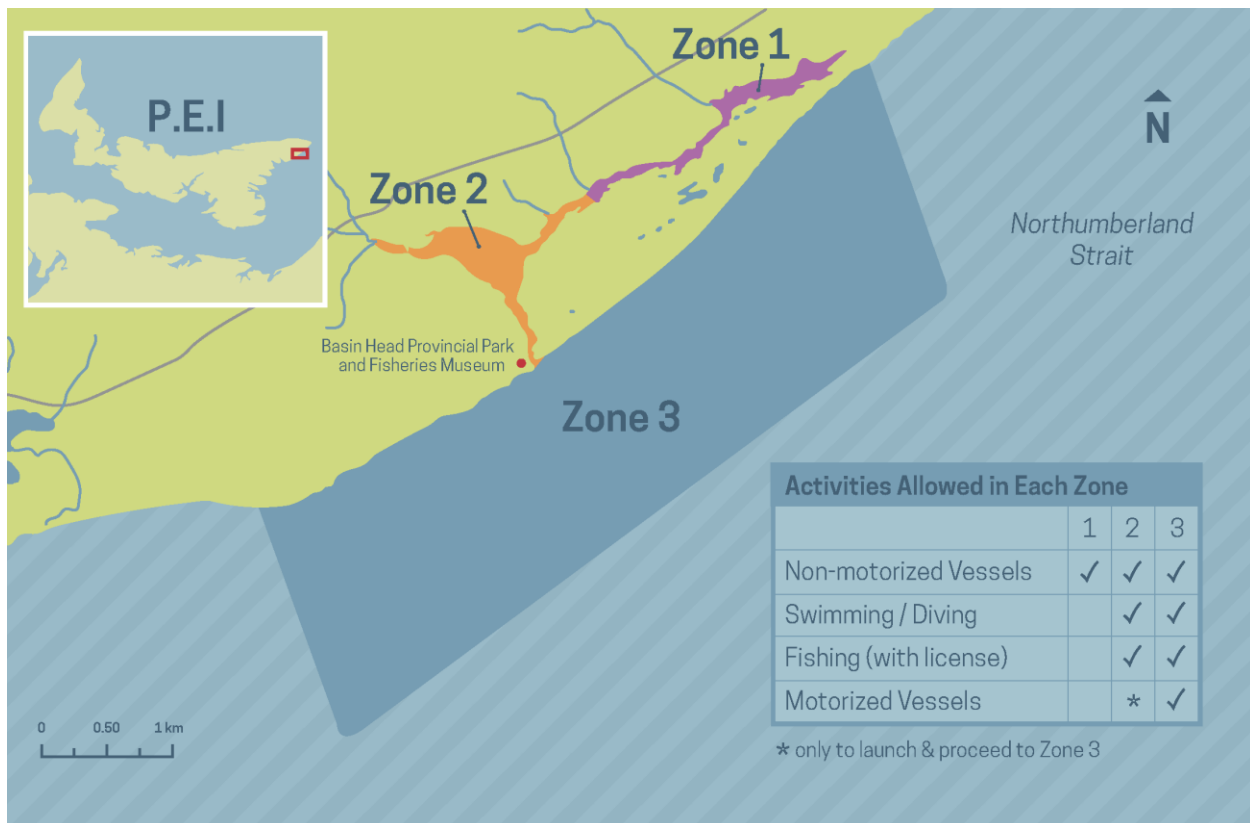 P.E.I
Zone 1
Zone 2
N
Northumberland
Strait
Basin Head Provincial Park
and Fisheries Museum
Zone 3
Activities Allowed in Each Zone
1 2 3
Non-motorized Vessels ✓ ✓ ✓
Swimming / Diving ✓ ✓
Fishing (with license) ✓ ✓
Motorized Vessels * ✓
* only to launch & proceed to Zone 3
0 0.50 1 km